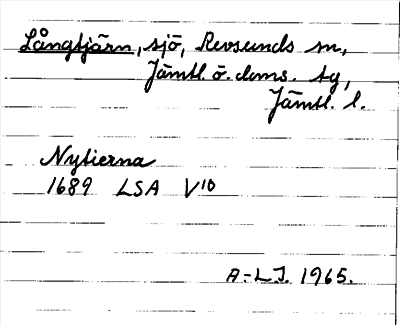 Långtjärn, sjö, Revsunds sn,
Jämtl. ö. doms. tg,
Jämtl. l.
Nytierna
1689 LSA V10
A-L.J. 1965.